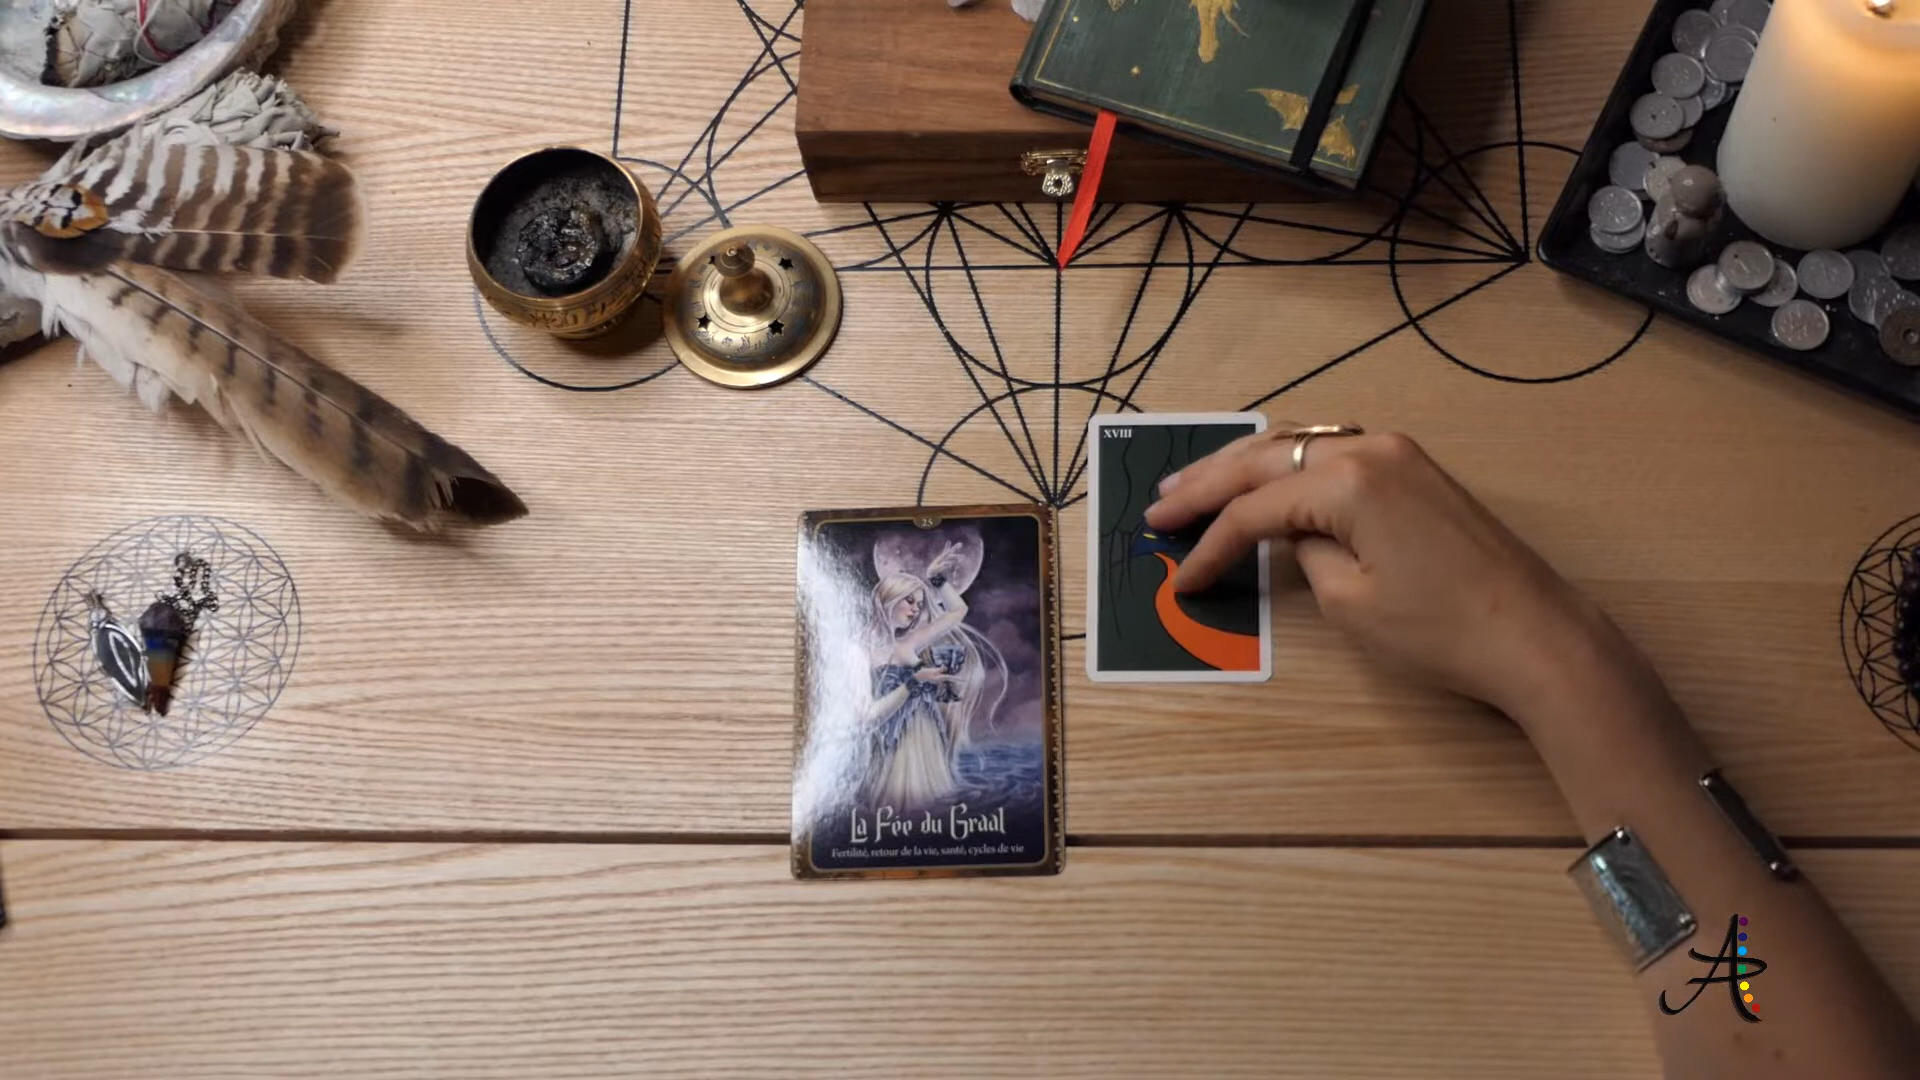 XVIII
25
La Fée du Graal
Fertilité, retour de la vie, santé, cycles de vie